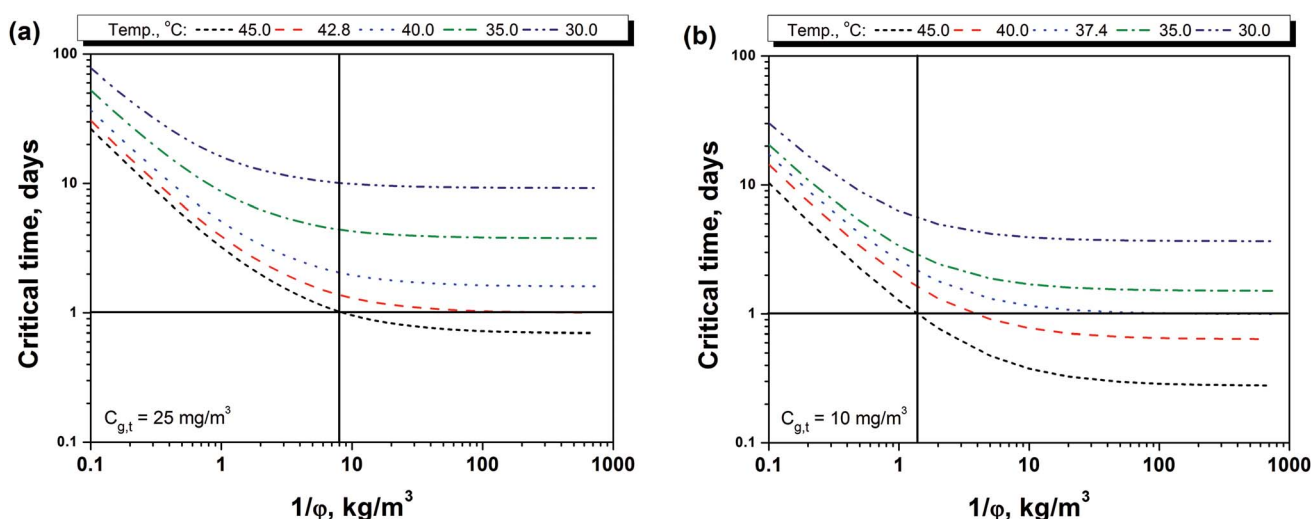 (a)
Temp., °C: 45.0 42.8 40.0 35.0 30.0
100
10
1
0.1
Critical time, days
C_{g,t} = 25 mg/m³
0.1 1 10 100 1000
1/φ, kg/m³
(b)
Temp., °C: 45.0 40.0 37.4 35.0 30.0
100
10
1
0.1
Critical time, days
C_{g,t} = 10 mg/m³
0.1 1 10 100 1000
1/φ, kg/m³